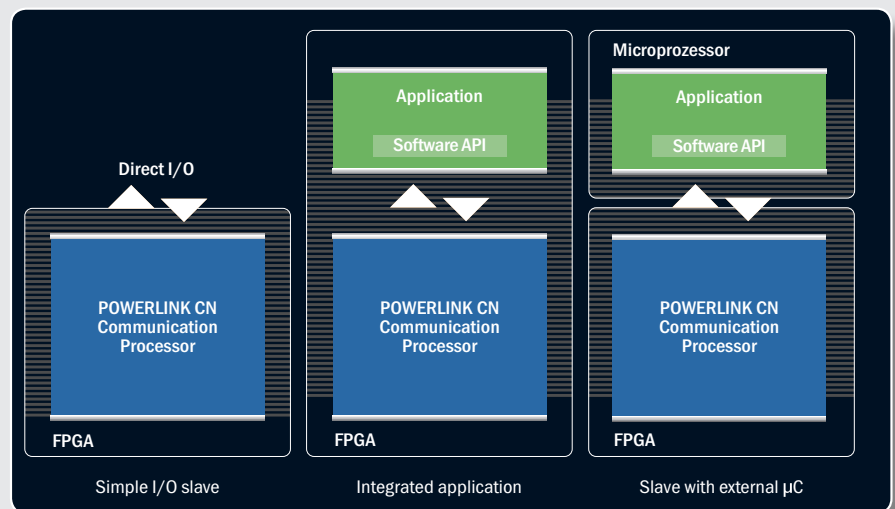 Direct I/O
POWERLINK CN
Communication
Processor
FPGA
Simple I/O slave
Application
Software API
POWERLINK CN
Communication
Processor
FPGA
Integrated application
Microprozessor
Application
Software API
POWERLINK CN
Communication
Processor
FPGA
Slave with external µC